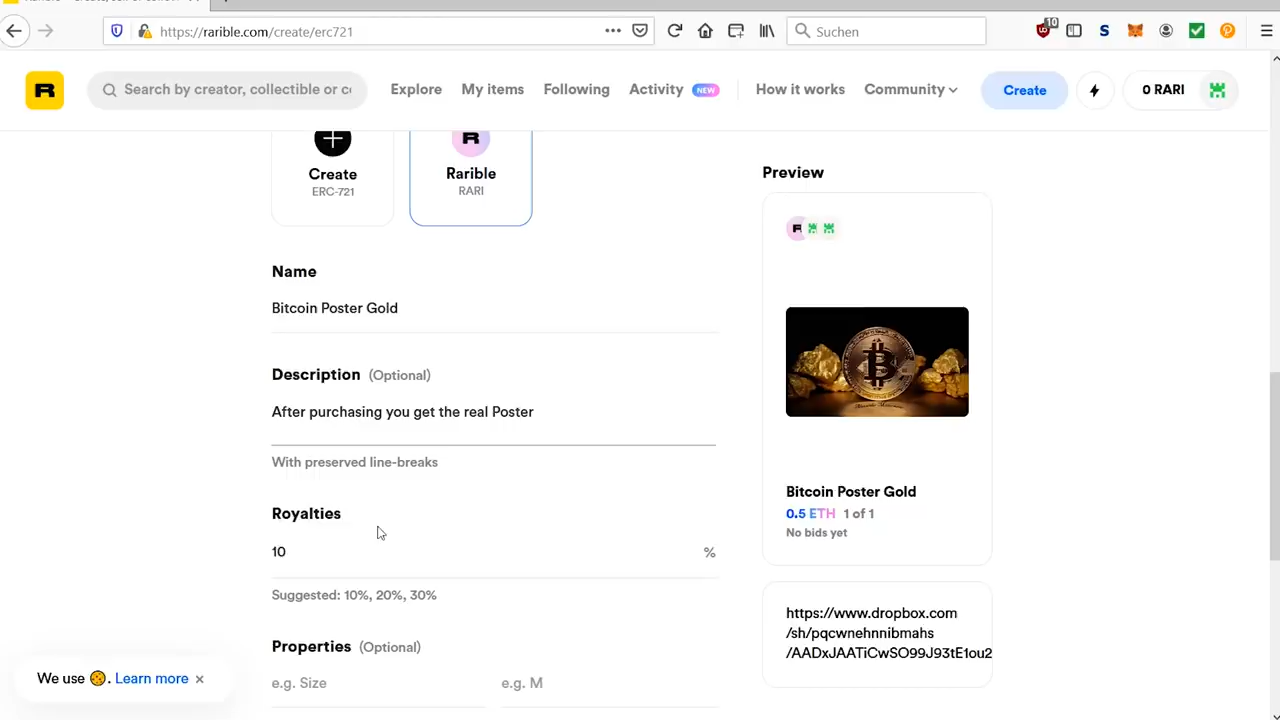 https://rarible.com/create/erc721
Suchen
10
S
R
Search by creator, collectible or co
Explore
My items
Following
Activity NEW
How it works
Community
Create
0 RARI
Create
ERC-721
R
Rarible
RARI
Name
Bitcoin Poster Gold
Description (Optional)
After purchasing you get the real Poster
With preserved line-breaks
Royalties
10 %
Suggested: 10%, 20%, 30%
Properties (Optional)
e.g. Size
e.g. M
Preview
R
Bitcoin Poster Gold
0.5 ETH 1 of 1
No bids yet
https://www.dropbox.com
/sh/pqcwnehnnibmahs
/AADxJAATiCwSO99J93tE1ou2
We use 🍪. Learn more ×